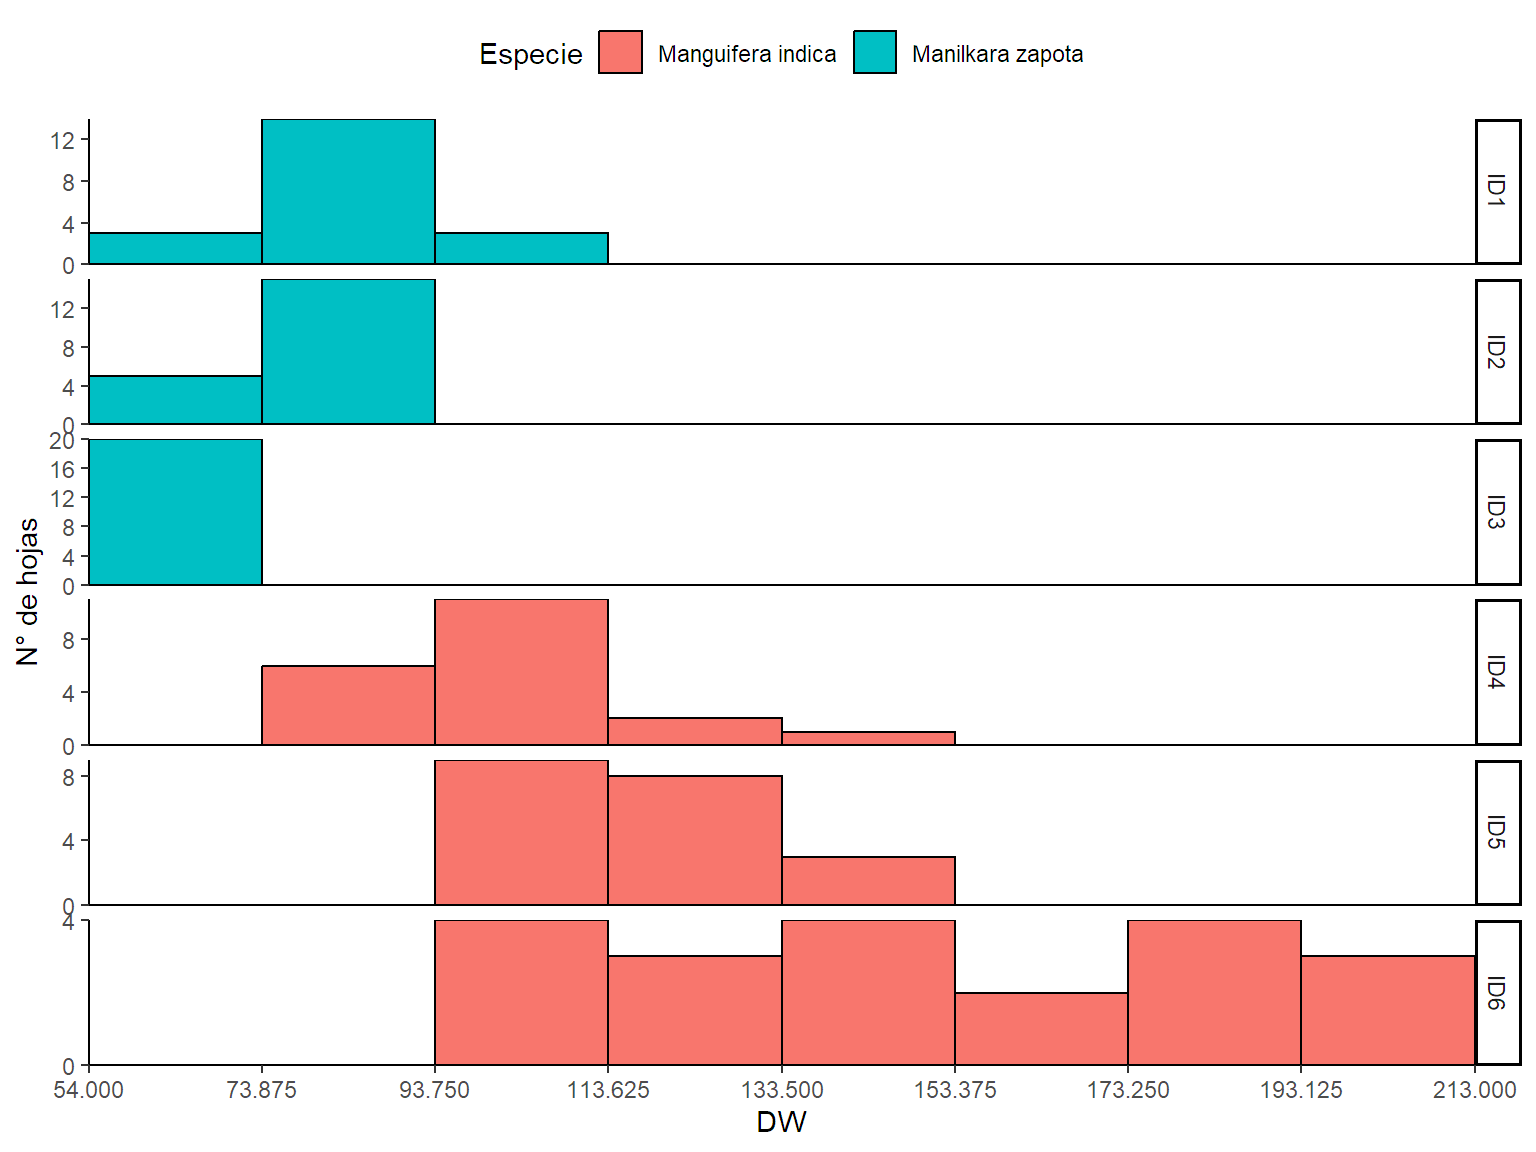 Especie Manguifera indica Manilkara zapota
12
8
4
0
ID1
12
8
4
0
ID2
20
16
12
8
4
0
ID3
N° de hojas
8
4
0
ID4
8
4
0
ID5
4
0
ID6
54.000 73.875 93.750 113.625 133.500 153.375 173.250 193.125 213.000
DW